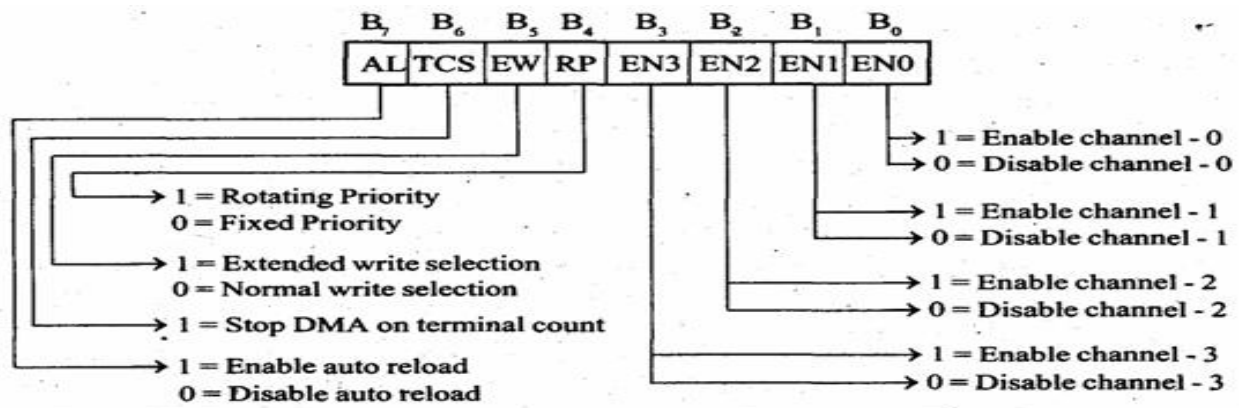 B₇ B₆ B₅ B₄ B₃ B₂ B₁ B₀
AL TCS EW RP EN3 EN2 EN1 EN0
1 = Enable channel - 0
0 = Disable channel - 0
1 = Rotating Priority
0 = Fixed Priority
1 = Enable channel - 1
0 = Disable channel - 1
1 = Extended write selection
0 = Normal write selection
1 = Enable channel - 2
0 = Disable channel - 2
1 = Stop DMA on terminal count
1 = Enable auto reload
0 = Disable auto reload
1 = Enable channel - 3
0 = Disable channel - 3